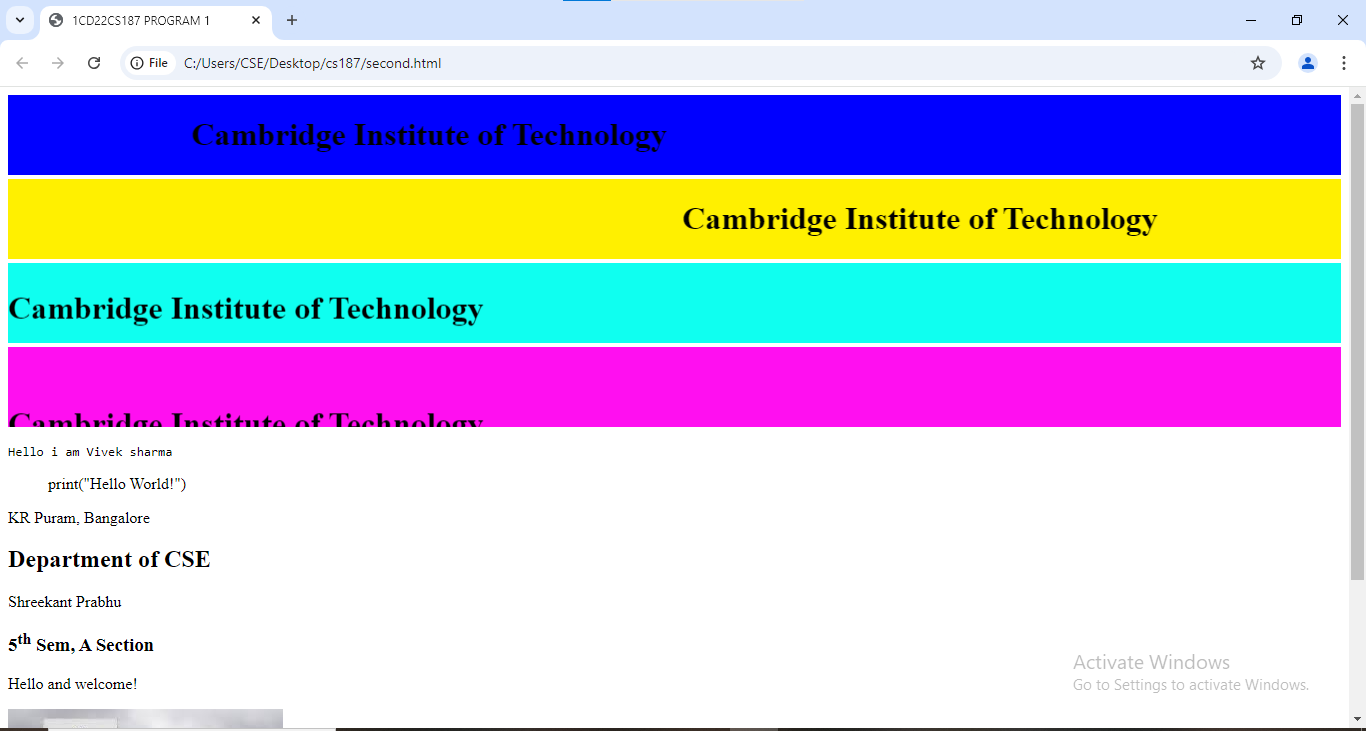 1CD22CS187 PROGRAM 1
File
C:/Users/CSE/Desktop/cs187/second.html
Cambridge Institute of Technology
Cambridge Institute of Technology
Cambridge Institute of Technology
Cambridge Institute of Technology
Hello i am Vivek sharma
print("Hello World!")
KR Puram, Bangalore
Department of CSE
Shreekant Prabhu
5th Sem, A Section
Hello and welcome!
Activate Windows
Go to Settings to activate Windows.